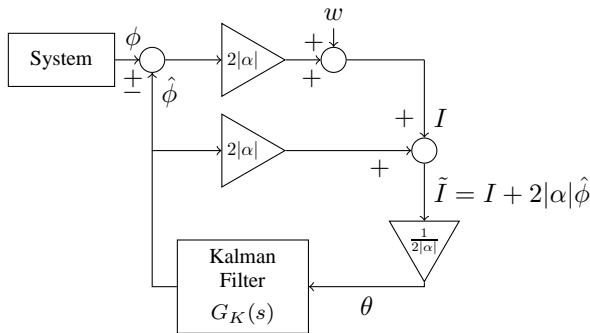 w
ϕ
System
2|α|
+
+
+
−
ϕ̂
I
+
2|α|
+
Ĩ = I + 2|α|ϕ̂
1/2|α|
Kalman
Filter
G_K(s)
θ